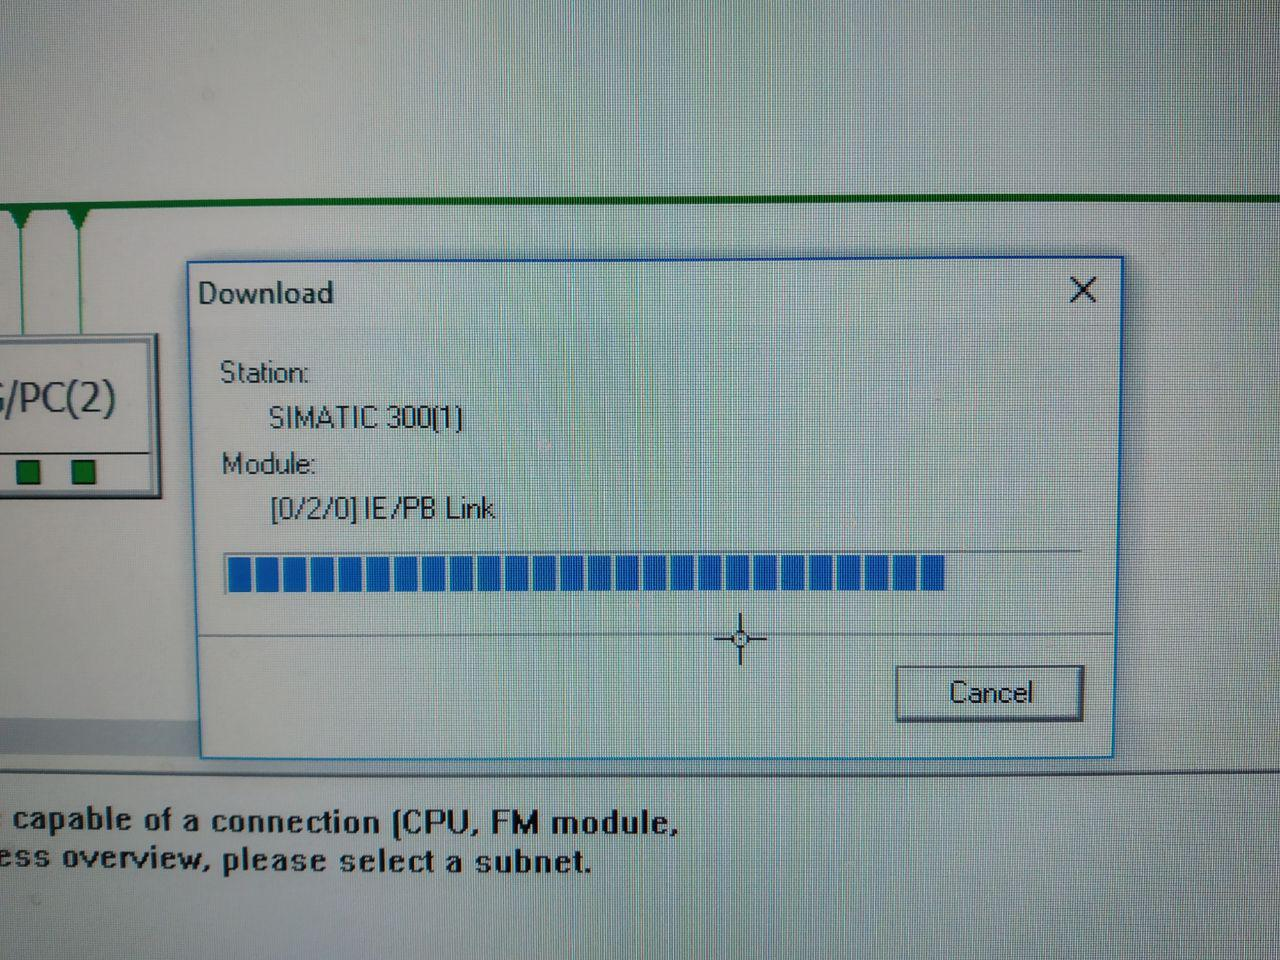 Download
/PC(2)
Station:
SIMATIC 300(1)
Module:
[0/2/0] IE/PB Link
Cancel
capable of a connection (CPU, FM module,
ess overview, please select a subnet.